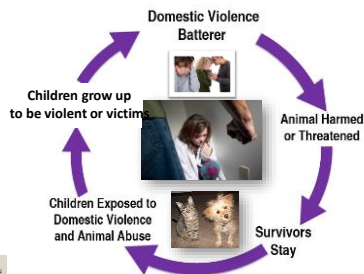 Domestic Violence
Batterer
Animal Harmed
or Threatened
Survivors
Stay
Children Exposed to
Domestic Violence
and Animal Abuse
Children grow up
to be violent or victims